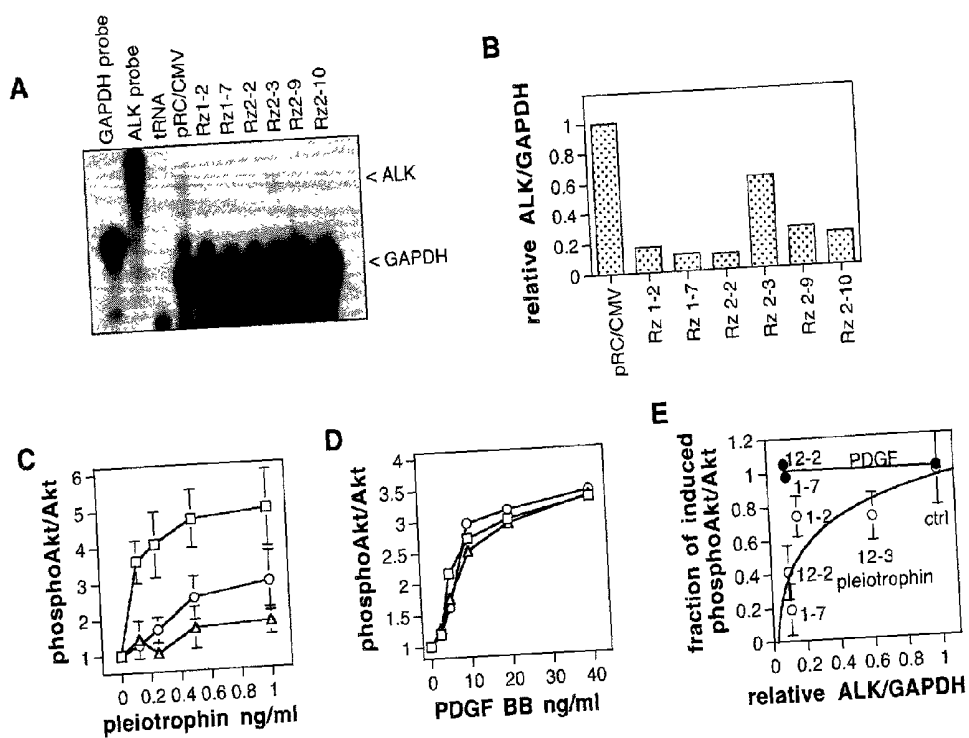 A
GAPDH probe
ALK probe
tRNA
pRC/CMV
Rz1-2
Rz1-7
Rz2-2
Rz2-3
Rz2-9
Rz2-10
< ALK
< GAPDH
B
relative ALK/GAPDH
1
0.8
0.6
0.4
0.2
0
pRC/CMV
Rz 1-2
Rz 1-7
Rz 2-2
Rz 2-3
Rz 2-9
Rz 2-10
C
phosphoAkt/Akt
6
5
4
2
1
0 0.2 0.4 0.6 0.8 1
pleiotrophin ng/ml
D
phosphoAkt/Akt
4
3.5
3
2.5
2
1.5
1
0 10 20 30 40
PDGF BB ng/ml
E
fraction of induced
phosphoAkt/Akt
1.2
1
0.8
0.6
0.4
0.2
0
12-2
PDGF
1-7
1-2
ctrl
12-3
12-2
pleiotrophin
1-7
0 0.2 0.4 0.6 0.8 1
relative ALK/GAPDH